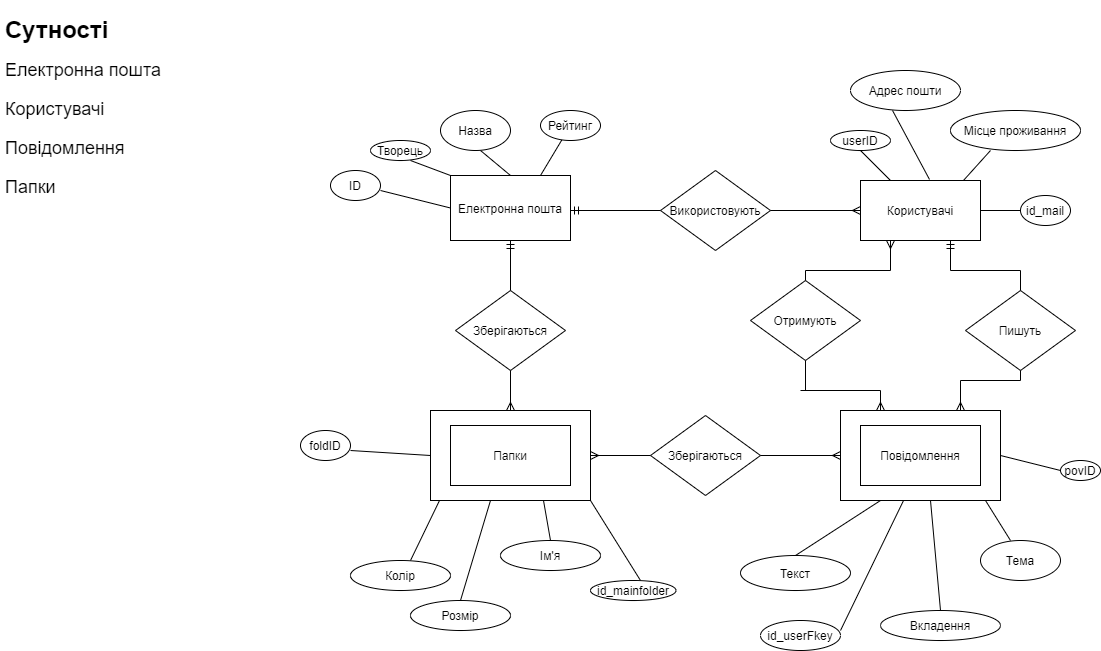 Сутності
Електронна пошта
Користувачі
Повідомлення
Папки
Адрес пошти
Назва
Рейтинг
Місце проживання
userID
Творець
ID
Електронна пошта
Використовують
Користувачі
id_mail
Зберігаються
Отримують
Пишуть
foldID
Папки
Зберігаються
Повідомлення
povID
Ім'я
Тема
Колір
Текст
id_mainfolder
Розмір
Вкладення
id_userFkey